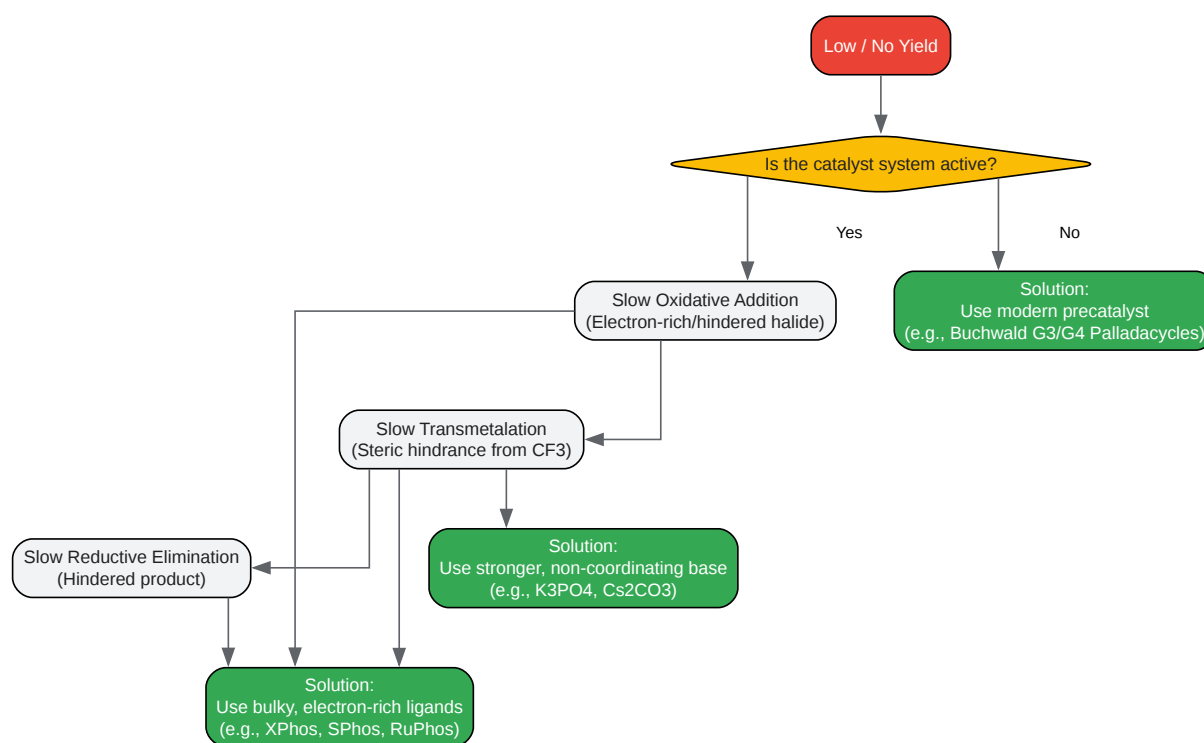 Low / No Yield
Is the catalyst system active?
Yes
No
Slow Oxidative Addition
(Electron-rich/hindered halide)
Solution:
Use modern precatalyst
(e.g., Buchwald G3/G4 Palladacycles)
Slow Transmetalation
(Steric hindrance from CF3)
Slow Reductive Elimination
(Hindered product)
Solution:
Use stronger, non-coordinating base
(e.g., K3PO4, Cs2CO3)
Solution:
Use bulky, electron-rich ligands
(e.g., XPhos, SPhos, RuPhos)